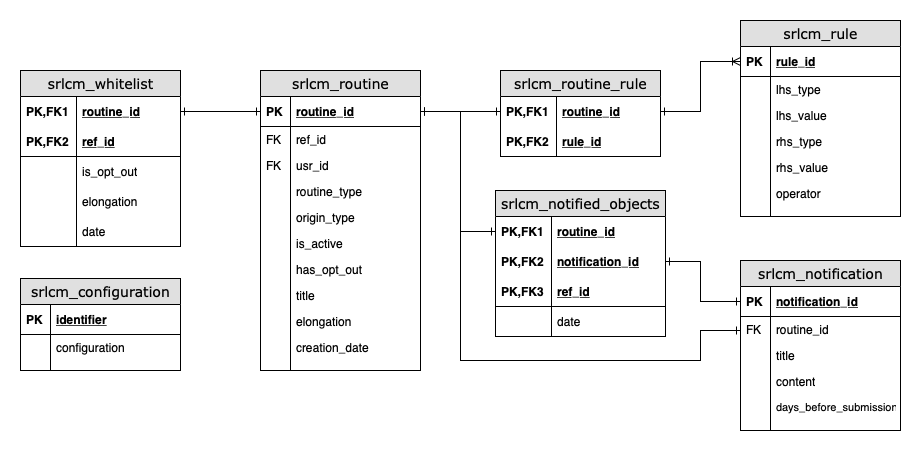 srlcm_whitelist
PK,FK1 routine_id
PK,FK2 ref_id
is_opt_out
elongation
date
srlcm_configuration
PK identifier
configuration
srlcm_routine
PK routine_id
FK ref_id
FK usr_id
routine_type
origin_type
is_active
has_opt_out
title
elongation
creation_date
srlcm_routine_rule
PK,FK1 routine_id
PK,FK2 rule_id
srlcm_notified_objects
PK,FK1 routine_id
PK,FK2 notification_id
PK,FK3 ref_id
date
srlcm_rule
PK rule_id
lhs_type
lhs_value
rhs_type
rhs_value
operator
srlcm_notification
PK notification_id
FK routine_id
title
content
days_before_submission